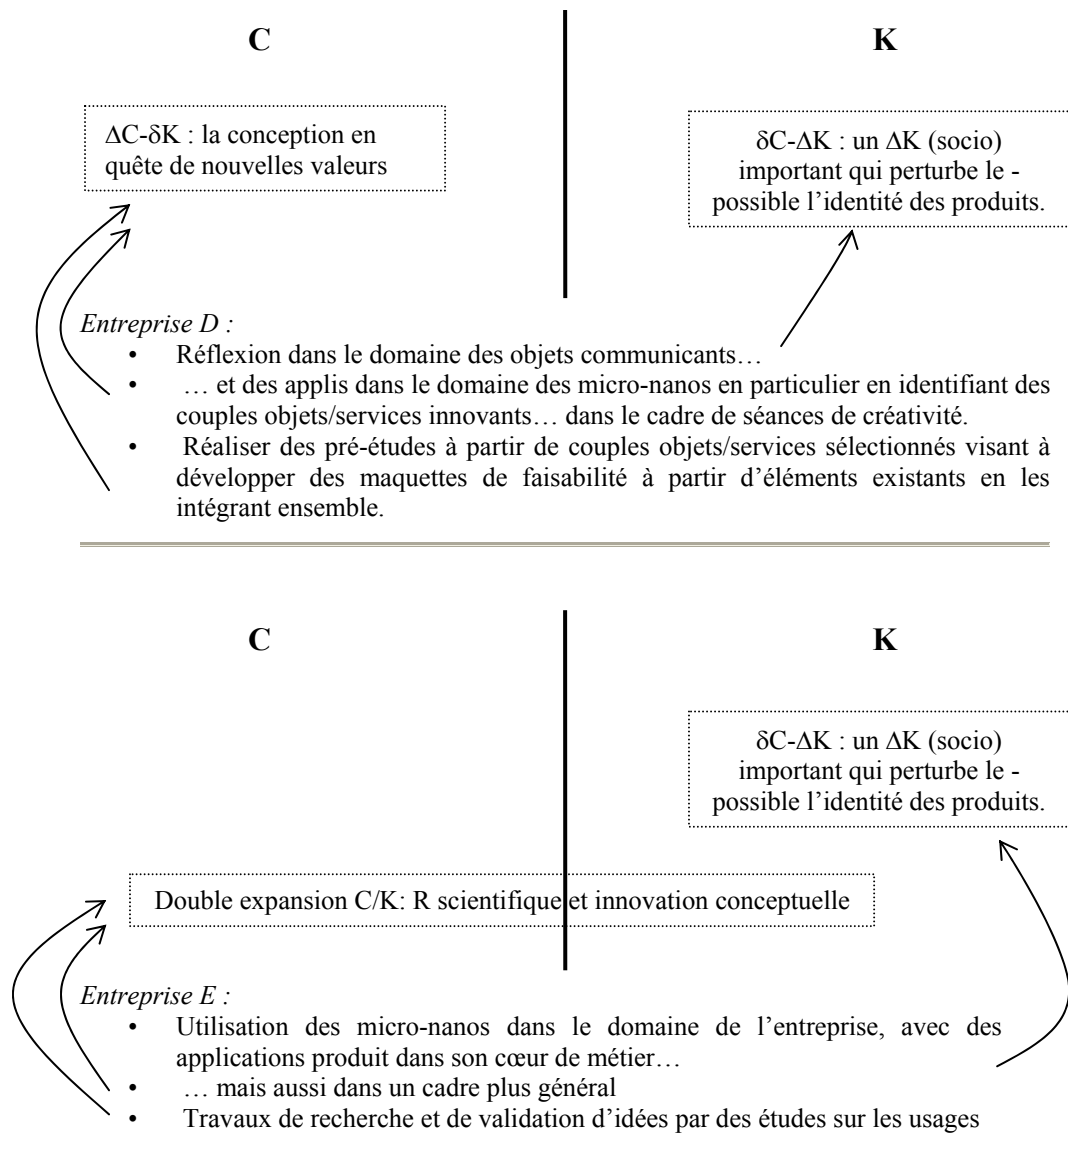 C
K
ΔC-δK : la conception en
quête de nouvelles valeurs
δC-ΔK : un ΔK (socio)
important qui perturbe le -
possible l’identité des produits.
Entreprise D :
• Réflexion dans le domaine des objets communicants…
• … et des applis dans le domaine des micro-nanos en particulier en identifiant des
couples objets/services innovants… dans le cadre de séances de créativité.
• Réaliser des pré-études à partir de couples objets/services sélectionnés visant à
développer des maquettes de faisabilité à partir d’éléments existants en les
intégrant ensemble.
C
K
δC-ΔK : un ΔK (socio)
important qui perturbe le -
possible l’identité des produits.
Double expansion C/K: R scientifique et innovation conceptuelle
Entreprise E :
• Utilisation des micro-nanos dans le domaine de l’entreprise, avec des
applications produit dans son cœur de métier…
• … mais aussi dans un cadre plus général
• Travaux de recherche et de validation d’idées par des études sur les usages